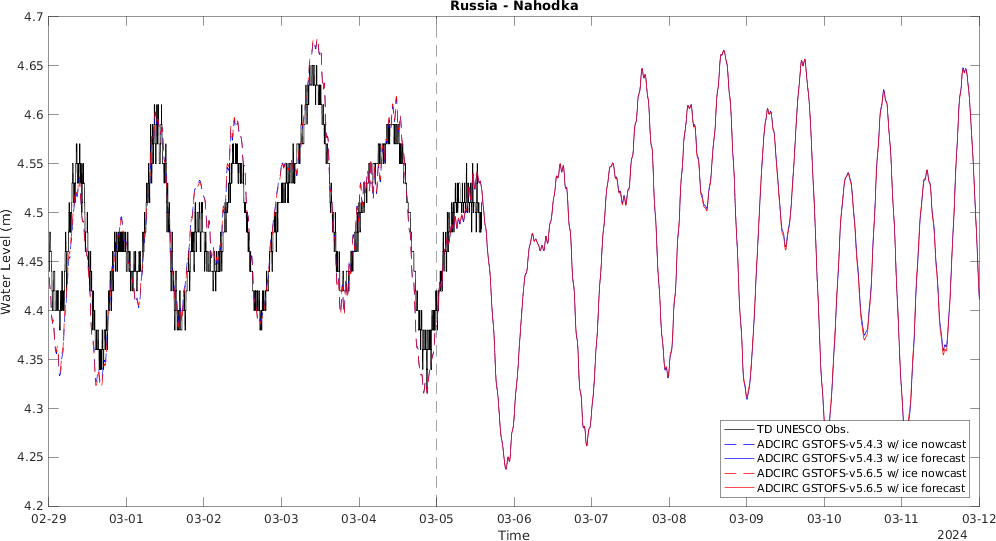 Russia - Nahodka
4.7
4.65
4.6
4.55
4.5
4.45
4.4
4.35
4.3
4.25
4.2
Water Level (m)
TD UNESCO Obs.
ADCIRC GSTOFS-v5.4.3 w/ ice nowcast
ADCIRC GSTOFS-v5.4.3 w/ ice forecast
ADCIRC GSTOFS-v5.6.5 w/ ice nowcast
ADCIRC GSTOFS-v5.6.5 w/ ice forecast
02-29 03-01 03-02 03-03 03-04 03-05 03-06 03-07 03-08 03-09 03-10 03-11 03-12
Time
2024